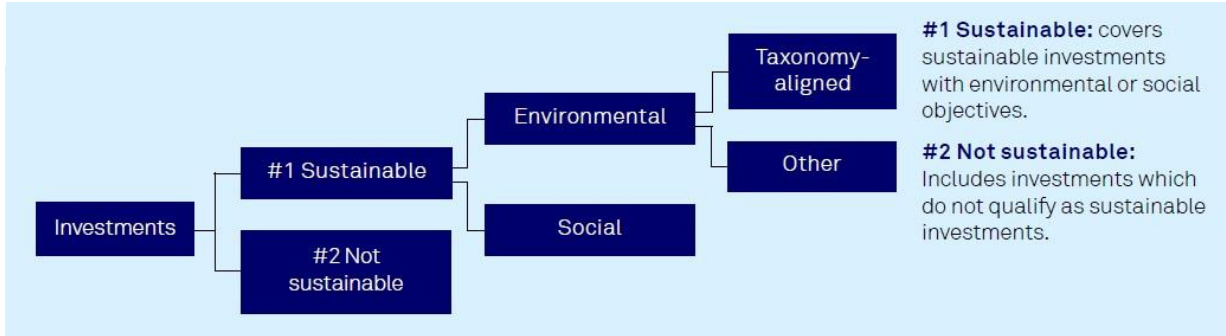 Investments
#1 Sustainable
#2 Not
sustainable
Environmental
Social
Taxonomy-
aligned
Other
#1 Sustainable: covers
sustainable investments
with environmental or social
objectives.
#2 Not sustainable:
Includes investments which
do not qualify as sustainable
investments.